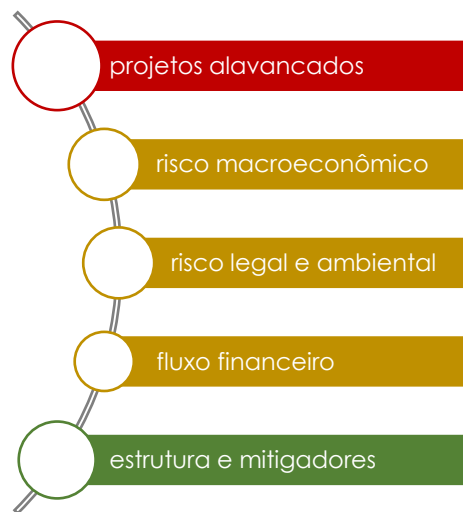 projetos alavancados
risco macroeconômico
risco legal e ambiental
fluxo financeiro
estrutura e mitigadores